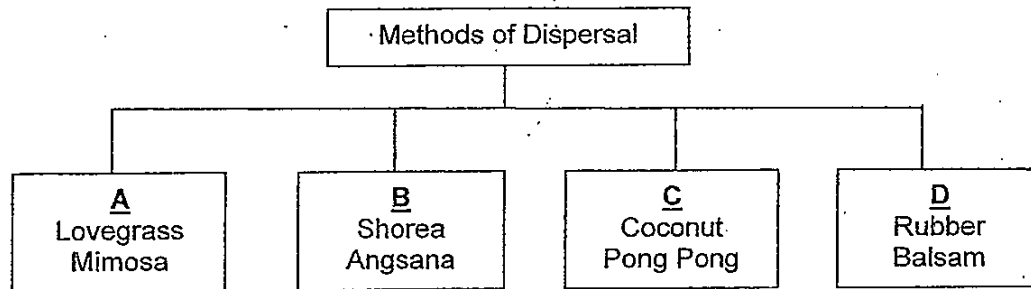 Methods of Dispersal
A
Lovegrass
Mimosa
B
Shorea
Angsana
C
Coconut
Pong Pong
D
Rubber
Balsam